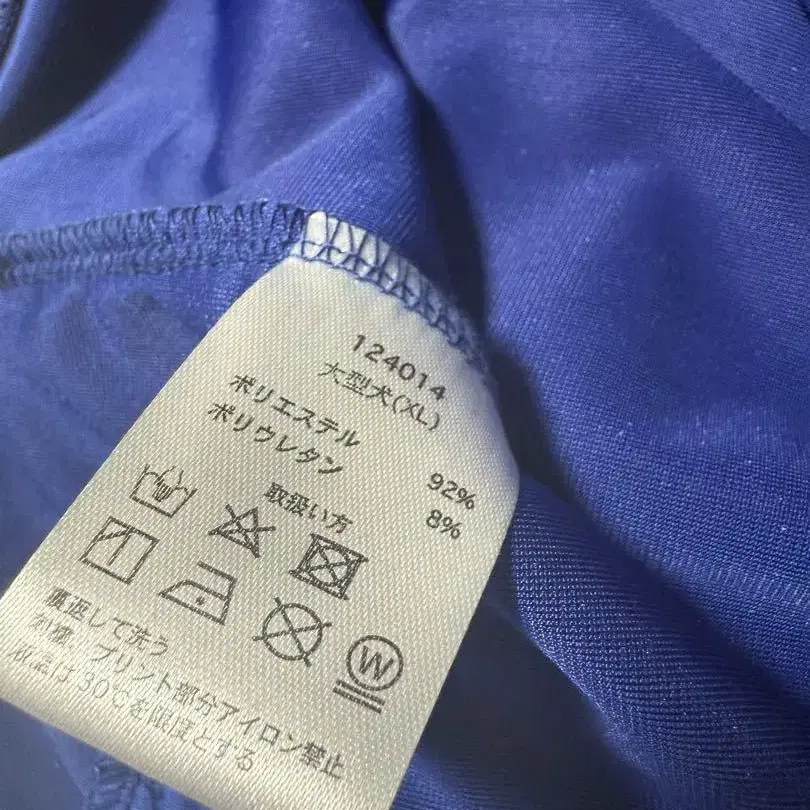 124014
大型犬(XL)
ポリエステル 92%
ポリウレタン 8%
取扱い方
W
裏返して洗う
刺繍、プリント部分アイロン禁止
液温は30℃を限度とする